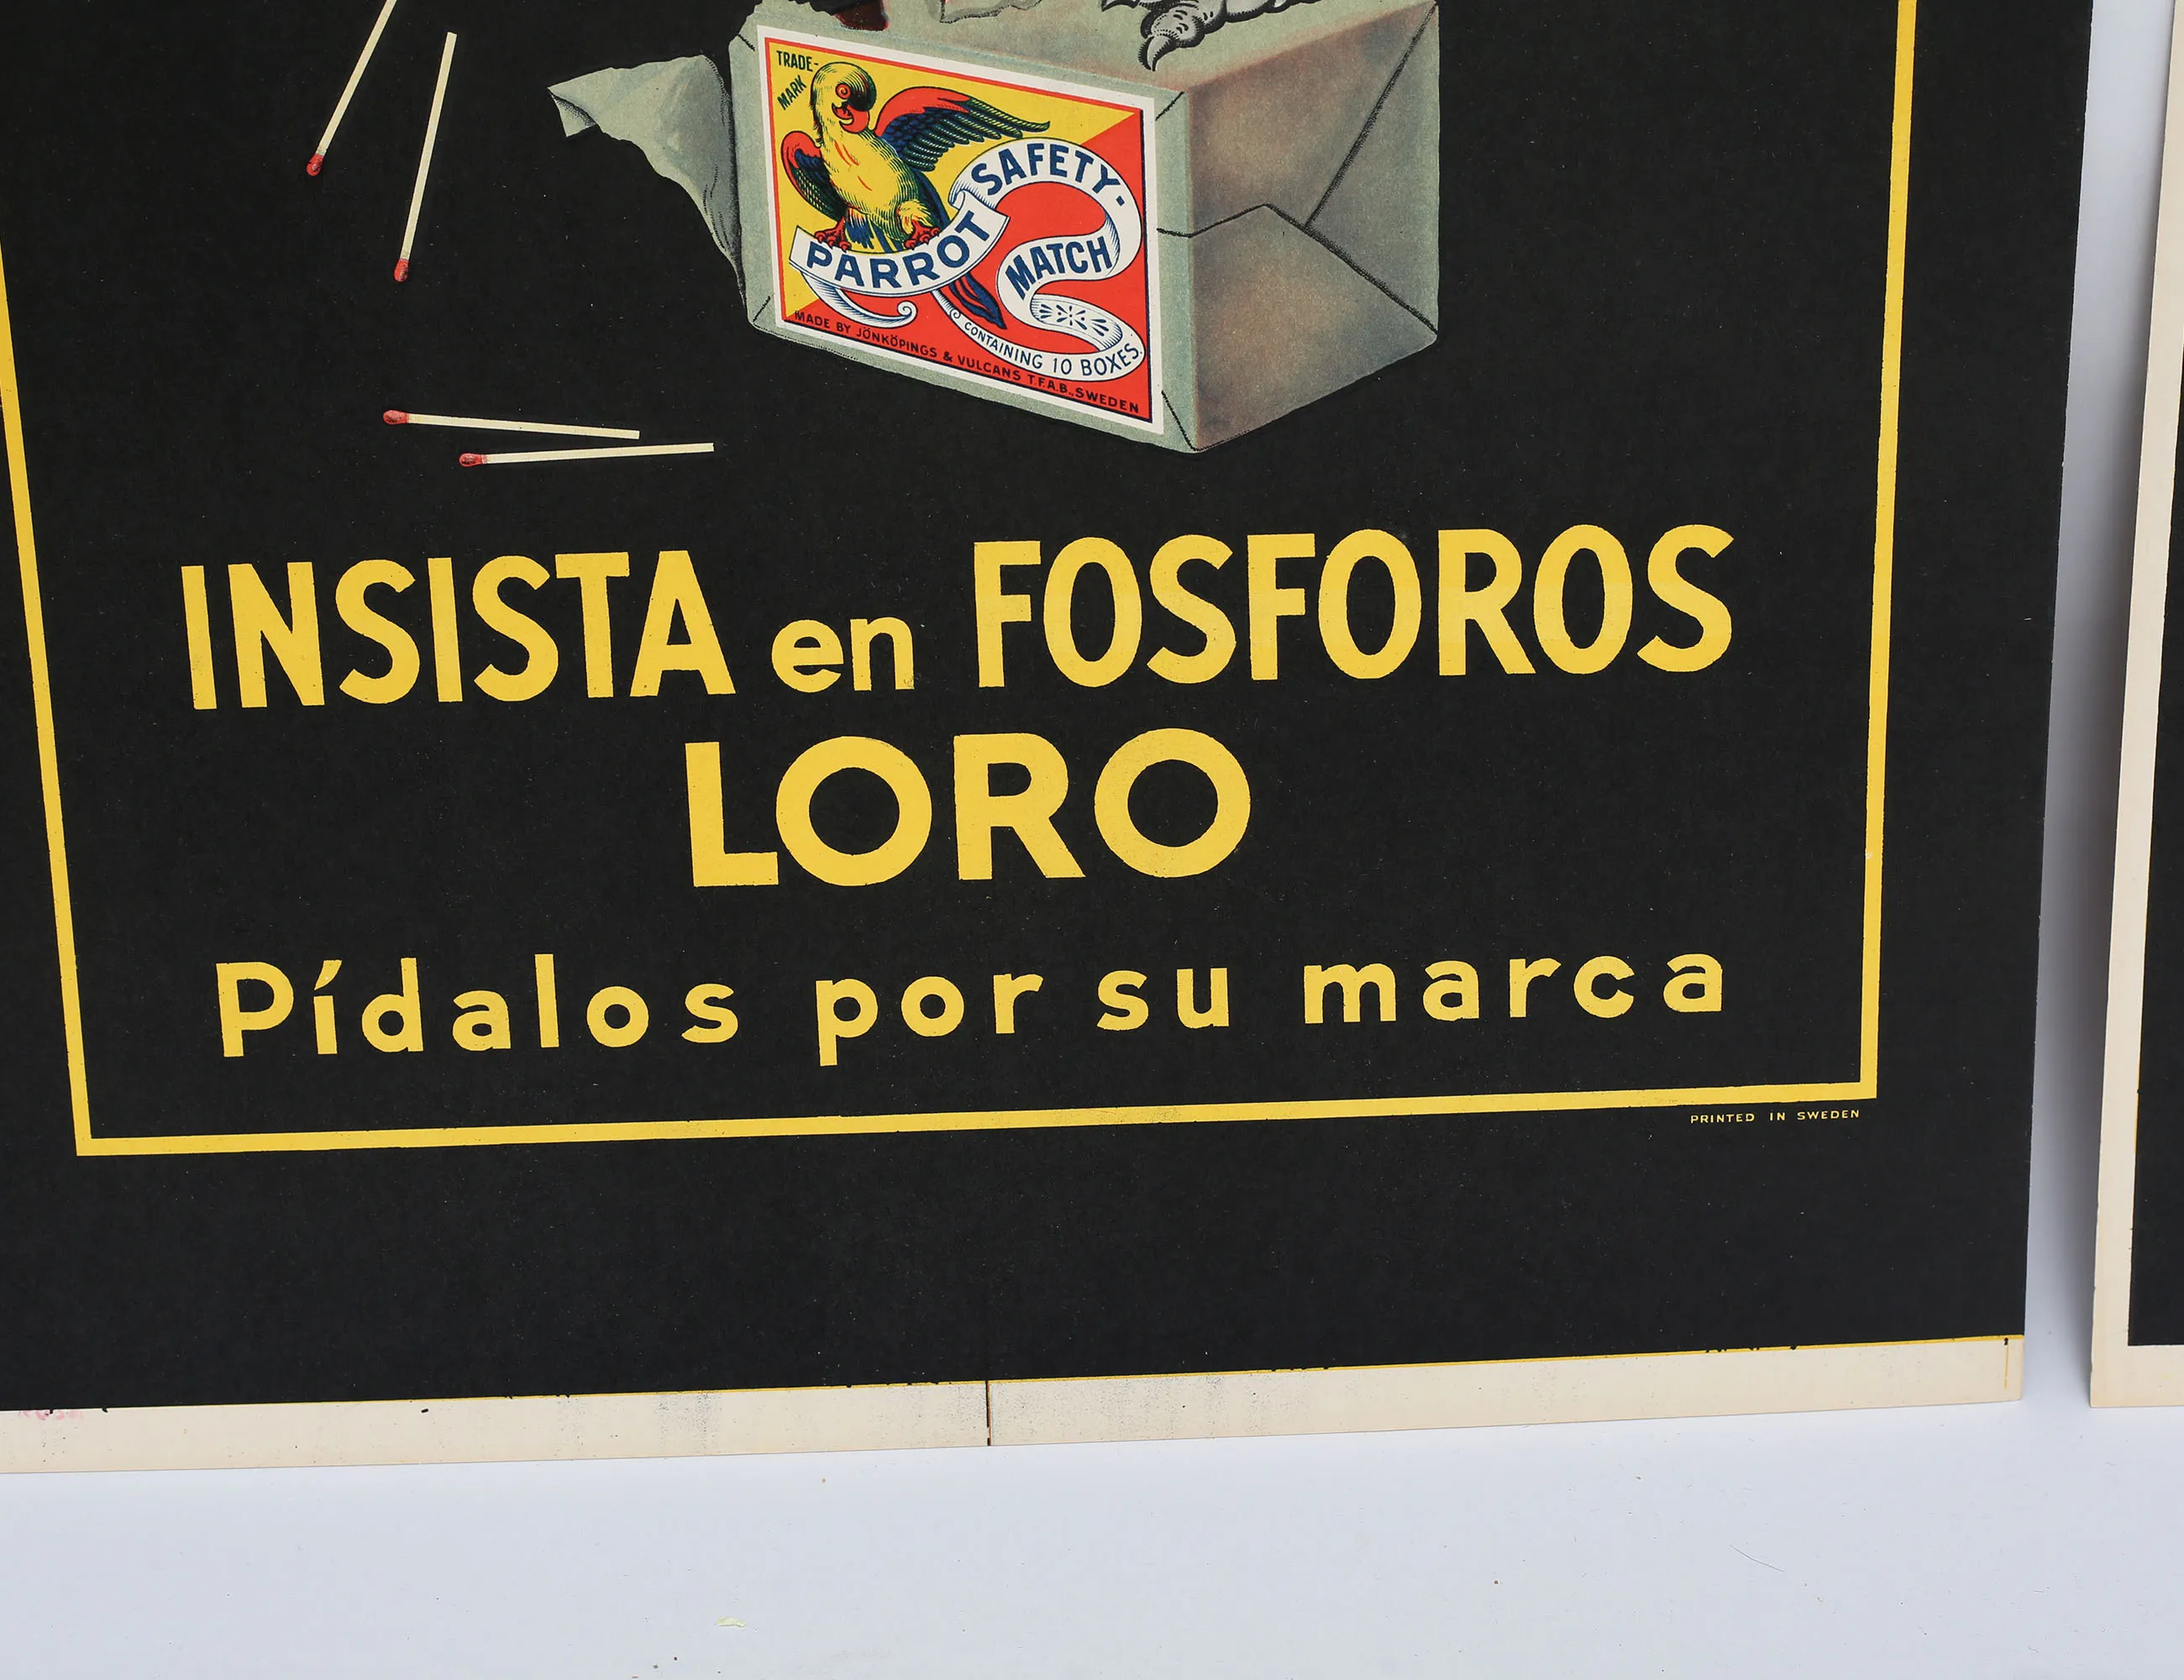 TRADE-
MARK
SAFETY-
PARROT
MATCH
CONTAINING 10 BOXES.
MADE BY JÖNKÖPINGS & VULCANS T.F.A.B., SWEDEN
INSISTA en FOSFOROS
LORO
Pídalos por su marca
PRINTED IN SWEDEN